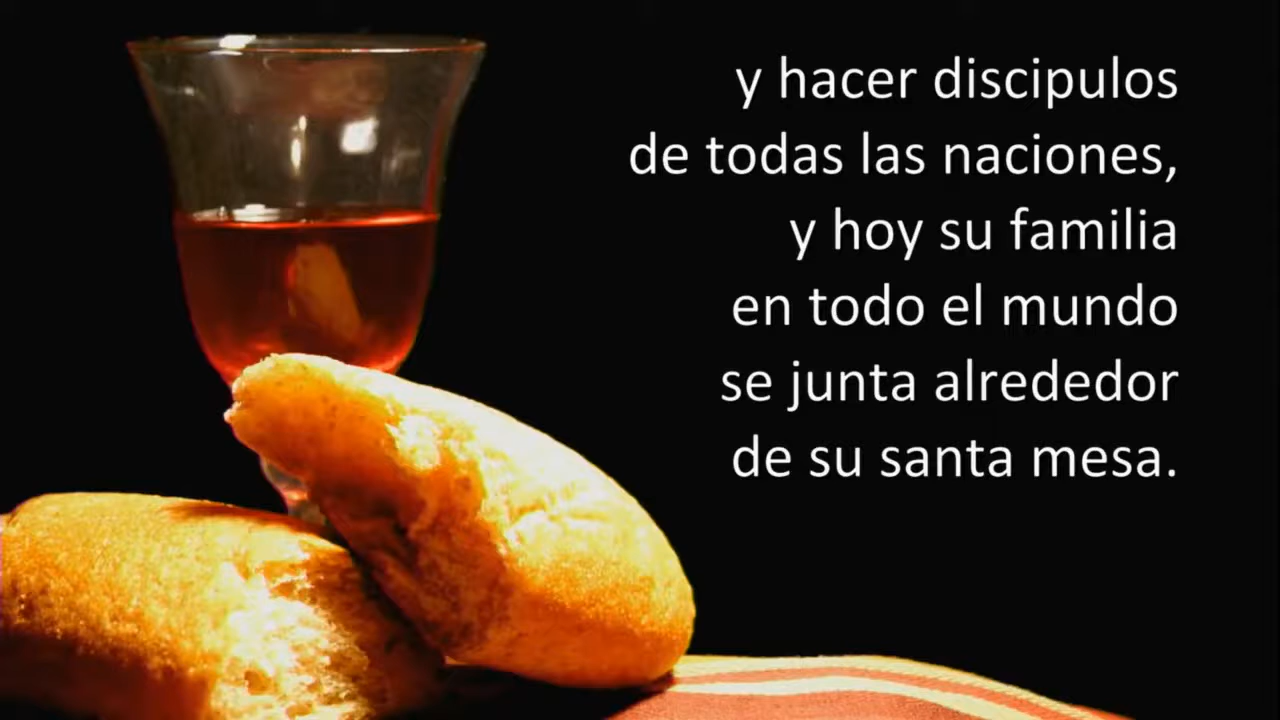 y hacer discipulos
de todas las naciones,
y hoy su familia
en todo el mundo
se junta alrededor
de su santa mesa.